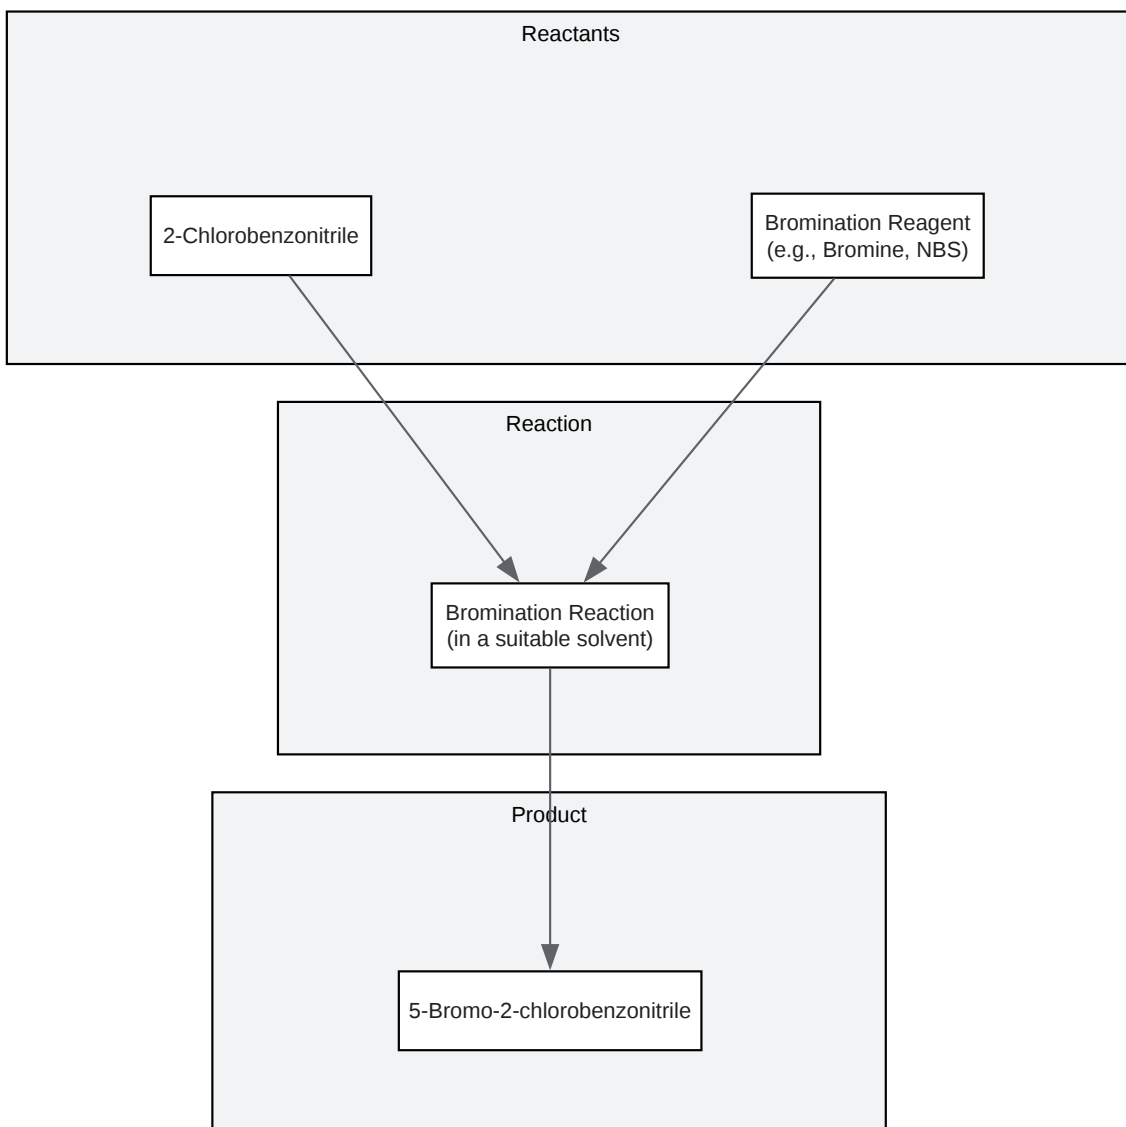 Reactants
2-Chlorobenzonitrile
Bromination Reagent
(e.g., Bromine, NBS)
Reaction
Bromination Reaction
(in a suitable solvent)
Product
5-Bromo-2-chlorobenzonitrile